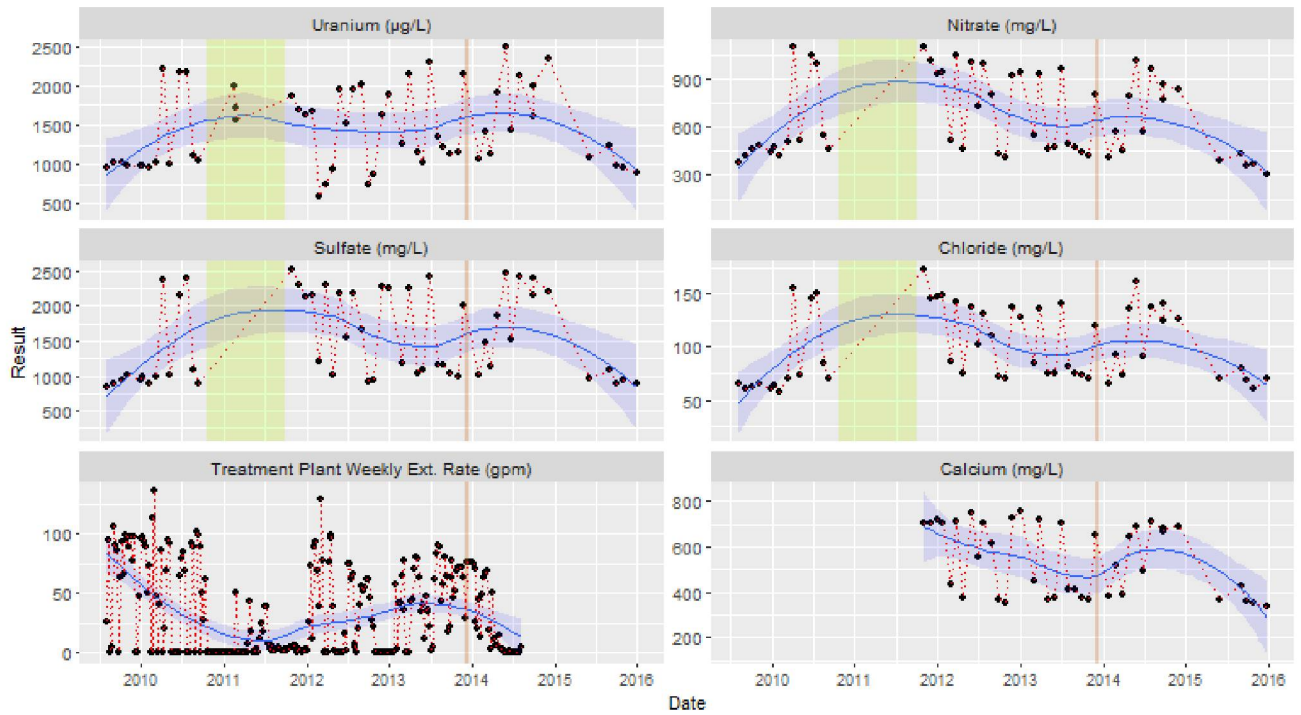 Uranium (µg/L)
Nitrate (mg/L)
2500
2000
1500
1000
500
900
600
300
Sulfate (mg/L)
Chloride (mg/L)
Result
2500
2000
1500
1000
500
150
100
50
Treatment Plant Weekly Ext. Rate (gpm)
Calcium (mg/L)
100
50
0
800
600
400
200
2010 2011 2012 2013 2014 2015 2016
2010 2011 2012 2013 2014 2015 2016
Date